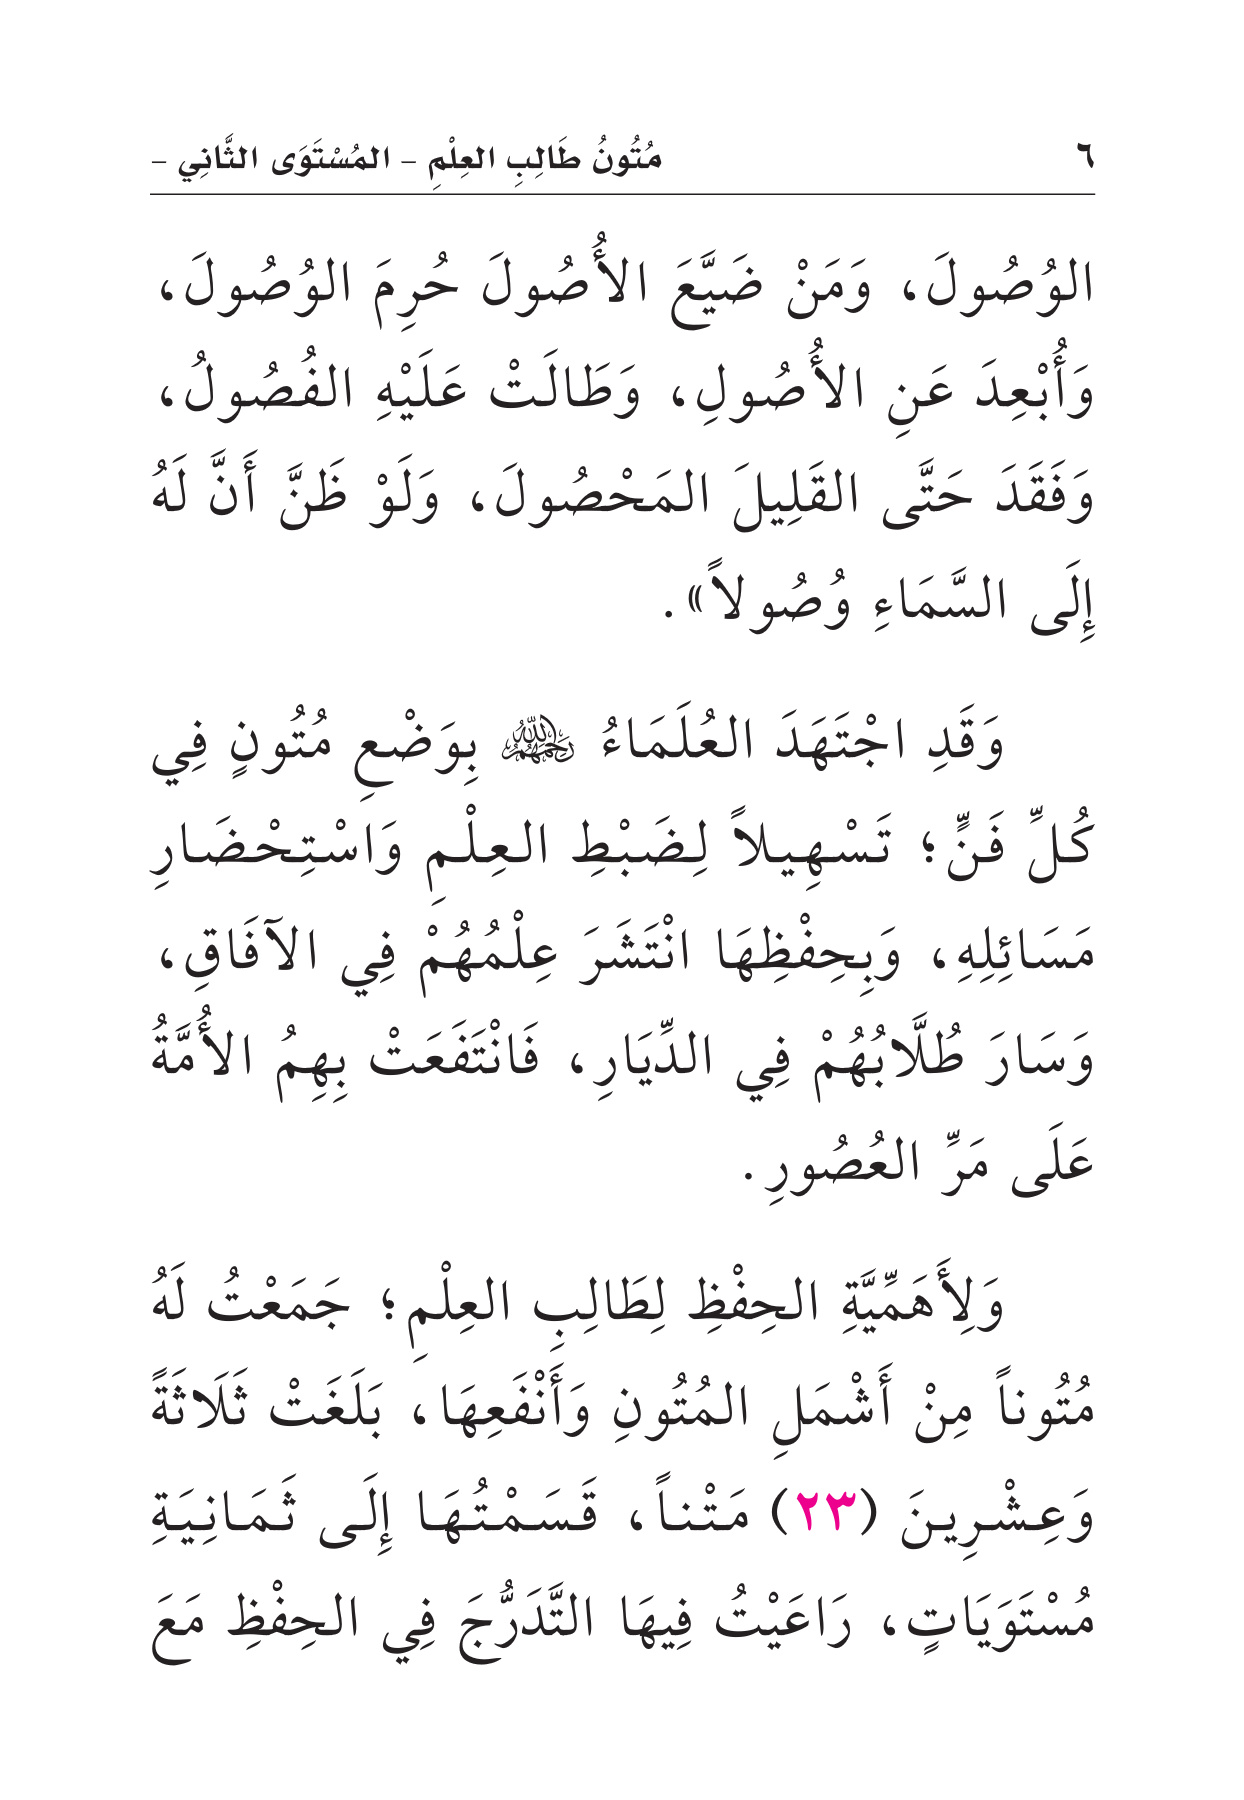 ٦ مُتُونُ طَالِبِ العِلْمِ – المُسْتَوَى الثَّانِي –
الوُصُولَ، وَمَنْ ضَيَّعَ الأُصُولَ حُرِمَ الوُصُولَ،
وَأُبْعِدَ عَنِ الأُصُولِ، وَطَالَتْ عَلَيْهِ الفُصُولُ،
وَفَقَدَ حَتَّى القَلِيلَ المَحْصُولَ، وَلَوْ ظَنَّ أَنَّ لَهُ
إِلَى السَّمَاءِ وُصُولاً».
وَقَدِ اجْتَهَدَ العُلَمَاءُ رحمهم الله بِوَضْعِ مُتُونٍ فِي
كُلِّ فَنٍّ؛ تَسْهِيلاً لِضَبْطِ العِلْمِ وَاسْتِحْضَارِ
مَسَائِلِهِ، وَبِحِفْظِهَا انْتَشَرَ عِلْمُهُمْ فِي الآفَاقِ،
وَسَارَ طُلَّابُهُمْ فِي الدِّيَارِ، فَانْتَفَعَتْ بِهِمُ الأُمَّةُ
عَلَى مَرِّ العُصُورِ.
وَلِأَهَمِّيَّةِ الحِفْظِ لِطَالِبِ العِلْمِ؛ جَمَعْتُ لَهُ
مُتُوناً مِنْ أَشْمَلِ المُتُونِ وَأَنْفَعِهَا، بَلَغَتْ ثَلَاثَةً
وَعِشْرِينَ (٢٣) مَتْناً، قَسَمْتُهَا إِلَى ثَمَانِيَةِ
مُسْتَوَيَاتٍ، رَاعَيْتُ فِيهَا التَّدَرُّجَ فِي الحِفْظِ مَعَ